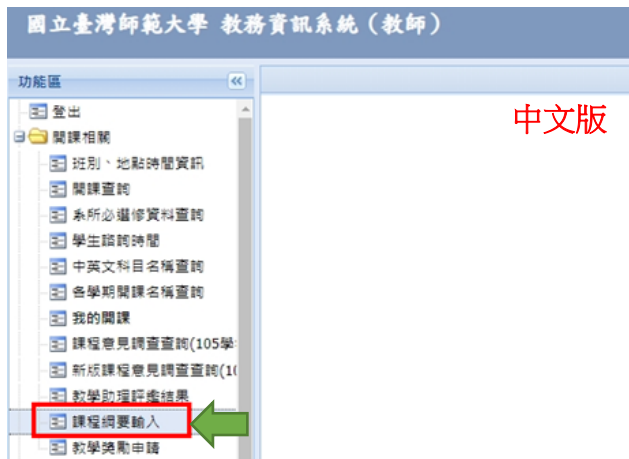 國立臺灣師範大學 教務資訊系統（教師）
功能區
中文版
登出
開課相關
班別、地點時間資訊
開課查詢
系所必選修資料查詢
學生諮詢時間
中英文科目名稱查詢
各學期開課名稱查詢
我的開課
課程意見調查查詢(105學
新版課程意見調查查詢(10
教學助理評鑑結果
課程綱要輸入
教學獎勵申請